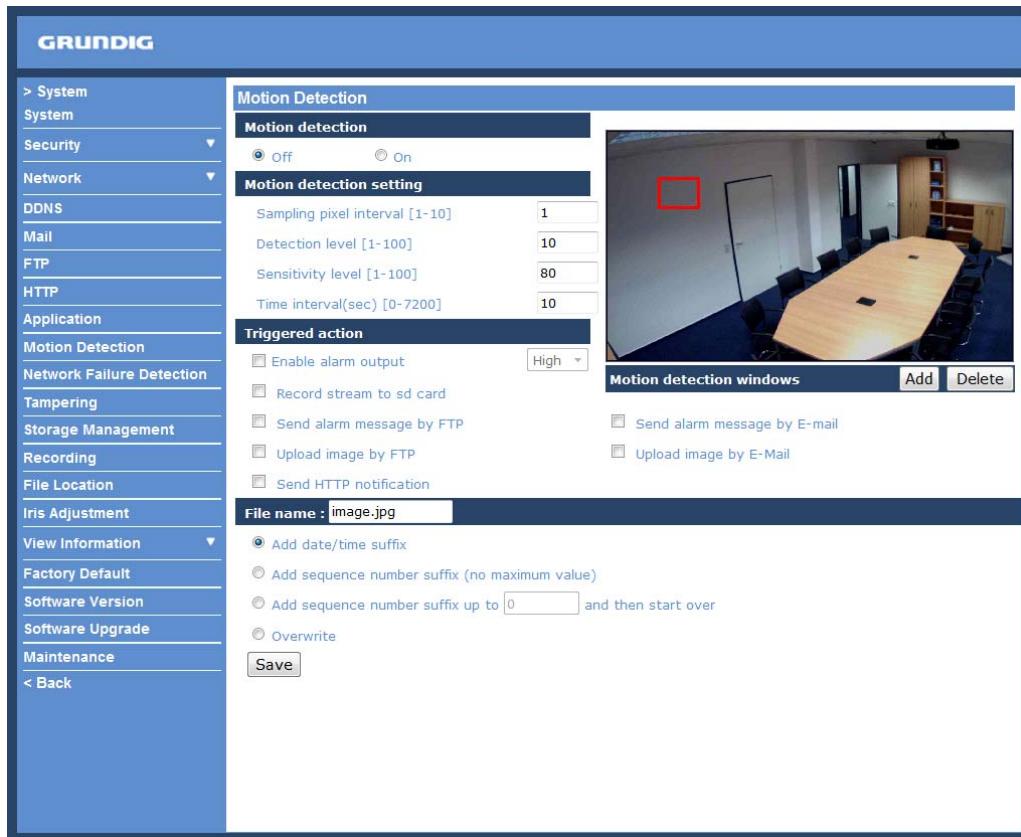 GRUNDIG
> System
System
Security
Network
DDNS
Mail
FTP
HTTP
Application
Motion Detection
Network Failure Detection
Tampering
Storage Management
Recording
File Location
Iris Adjustment
View Information
Factory Default
Software Version
Software Upgrade
Maintenance
< Back
Motion Detection
Motion detection
Off On
Motion detection setting
Sampling pixel interval [1-10] 1
Detection level [1-100] 10
Sensitivity level [1-100] 80
Time interval(sec) [0-7200] 10
Triggered action
Enable alarm output High
Motion detection windows Add Delete
Record stream to sd card
Send alarm message by FTP Send alarm message by E-mail
Upload image by FTP Upload image by E-Mail
Send HTTP notification
File name : image.jpg
Add date/time suffix
Add sequence number suffix (no maximum value)
Add sequence number suffix up to 0 and then start over
Overwrite
Save